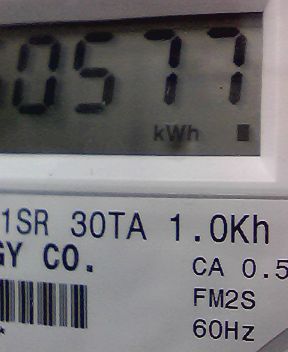 0577
kWh
1SR 30TA 1.0Kh
GY CO.
CA 0.5
FM2S
60Hz